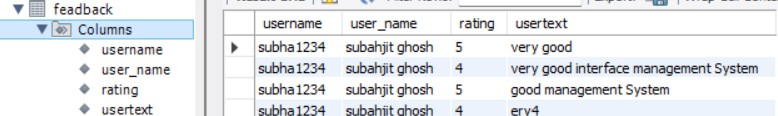 feadback
Columns
username
user_name
rating
usertext
username user_name rating usertext
subha1234 subahjit ghosh 5 very good
subha1234 subahjit ghosh 4 very good interface management System
subha1234 subahjit ghosh 5 good management System
subha1234 subahjit ghosh 4 ery4